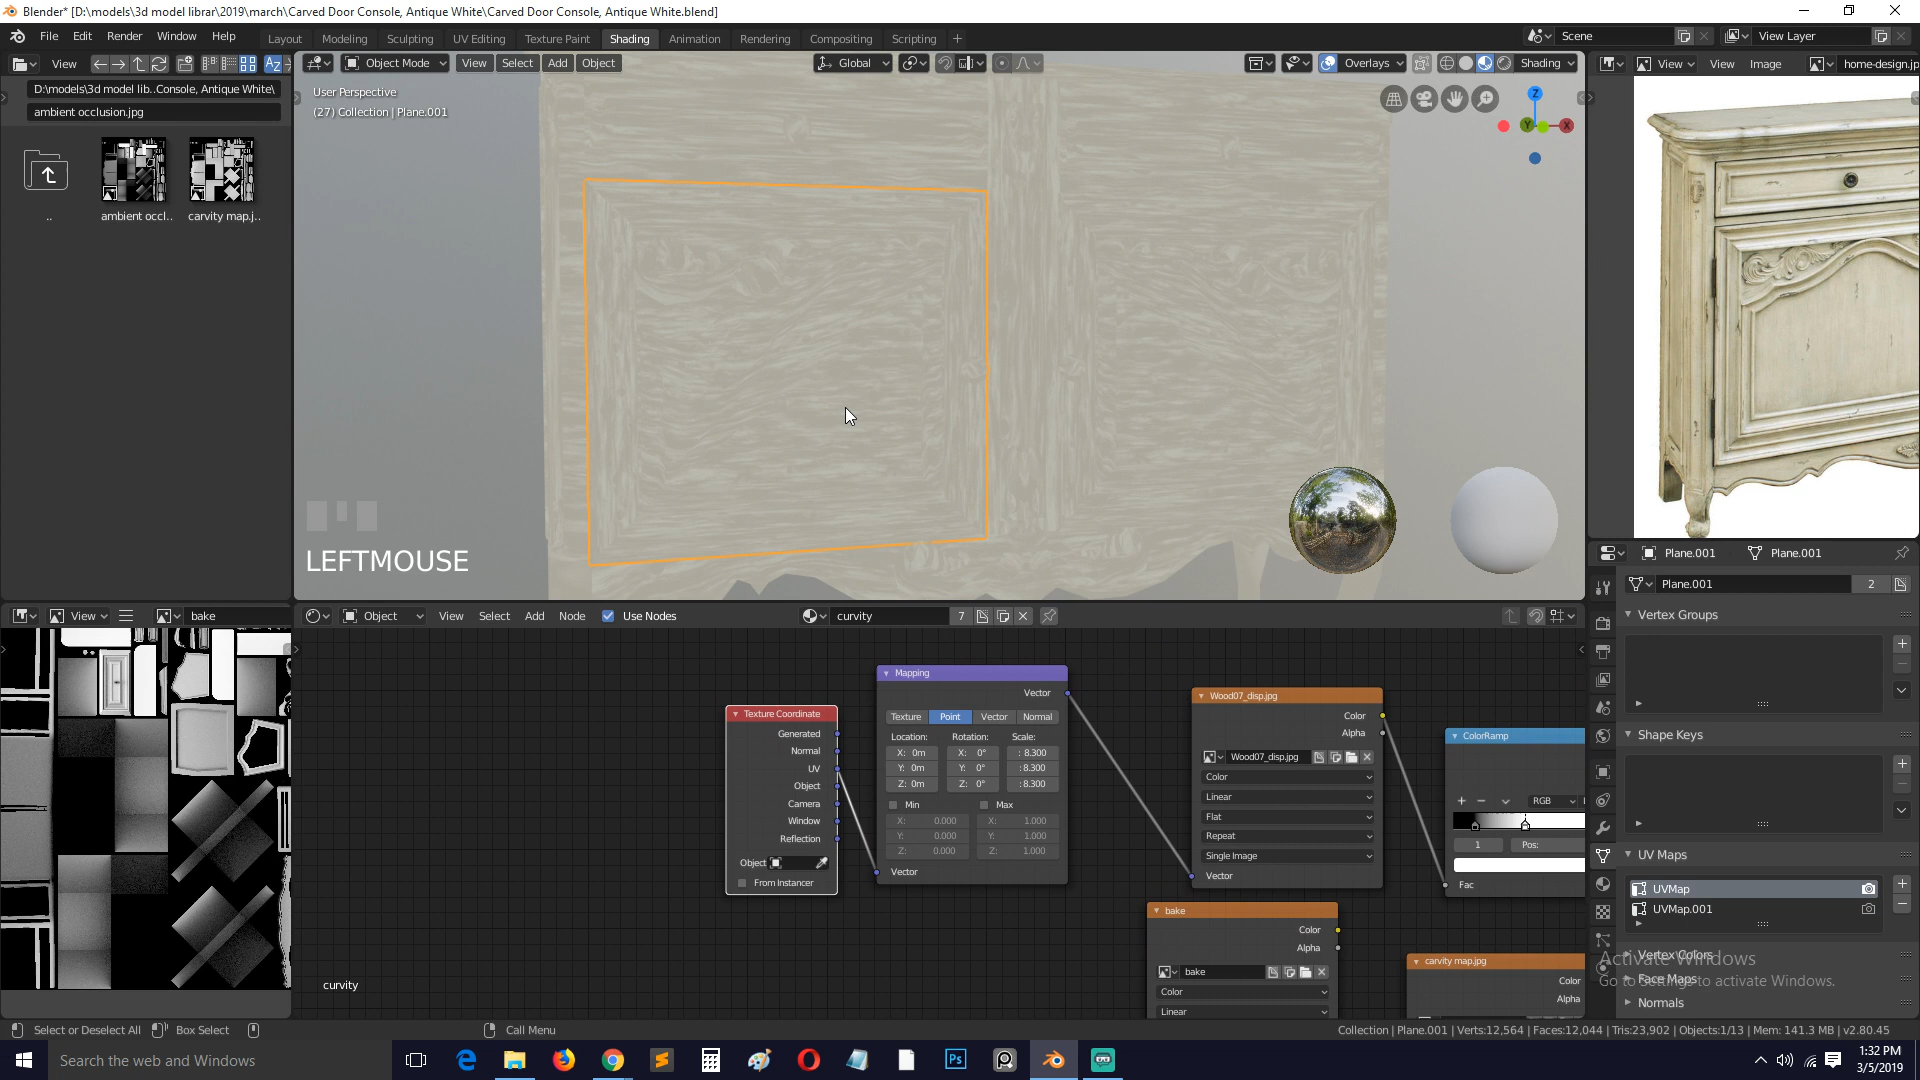 Blender* [D:\models\3d model librar\2019\march\Carved Door Console, Antique White\Carved Door Console, Antique White.blend]
File Edit Render Window Help
Layout Modeling Sculpting UV Editing Texture Paint Shading Animation Rendering Compositing Scripting +
Scene
View Layer
View
Object Mode View Select Add Object
Global
Overlays
Shading
View View Image home-design.jp
D:\models\3d model lib..Console, Antique White\
ambient occlusion.jpg
..
ambient occl..
carvity map.j..
User Perspective
(27) Collection | Plane.001
Z
Y
X
LEFTMOUSE
Plane.001
Plane.001
Plane.001 2
Vertex Groups
Shape Keys
UV Maps
UVMap
UVMap.001
Vertex Colors
Face Maps
Normals
Activate Windows
Go to Settings to activate Windows.
View bake
Object View Select Add Node Use Nodes curvity 7
Texture Coordinate
Generated
Normal
UV
Object
Camera
Window
Reflection
Object
From Instancer
Mapping
Vector
Texture Point Vector Normal
Location: Rotation: Scale:
X: 0m X: 0° : 8.300
Y: 0m Y: 0° :8.300
Z: 0m Z: 0° :8.300
Min Max
X: 0.000 X: 1.000
Y: 0.000 Y: 1.000
Z: 0.000 Z: 1.000
Vector
Wood07_disp.jpg
Color
Alpha
Wood07_disp.jpg
Color
Linear
Flat
Repeat
Single Image
Vector
ColorRamp
RGB
1 Pos:
Fac
bake
Color
Alpha
bake
Color
Linear
carvity map.jpg
Color
Alpha
curvity
Select or Deselect All Box Select Call Menu
Collection | Plane.001 | Verts:12,564 | Faces:12,044 | Tris:23,902 | Objects:1/13 | Mem: 141.3 MB | v2.80.45
Search the web and Windows
Ps
1:32 PM
3/5/2019